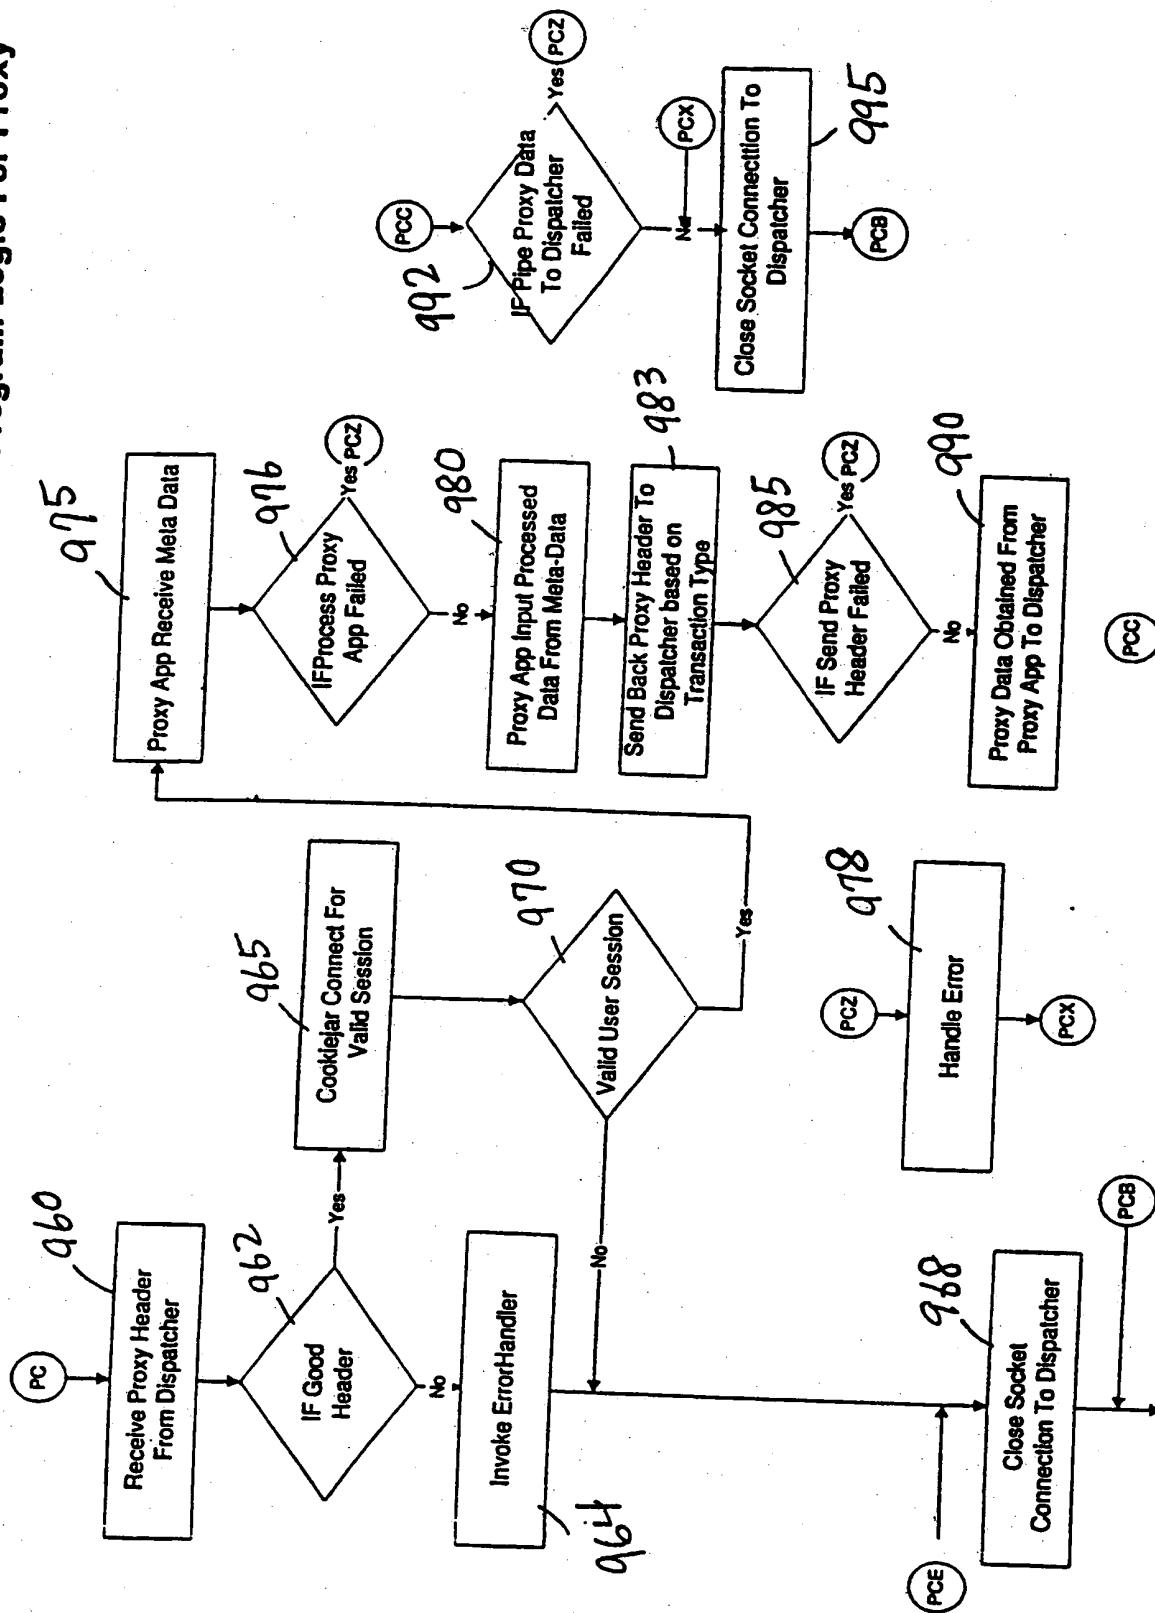 Program Logic For Proxy
PC
960
Receive Proxy Header
From Dispatcher
962
IF Good
Header
Yes
No
Invoke ErrorHandler
964
965
Cookiejar Connect For
Valid Session
970
Valid User Session
No
Yes
PCE
968
Close Socket
Connection To Dispatcher
PCB
975
Proxy App Receive Meta Data
976
IFProcess Proxy
App Failed
Yes
PCZ
No
980
Proxy App Input Processed
Data From Meta-Data
983
Send Back Proxy Header To
Dispatcher based on
Transaction Type
985
IF Send Proxy
Header Failed
Yes
PCZ
No
990
Proxy Data Obtained From
Proxy App To Dispatcher
PCC
PCZ
978
Handle Error
PCX
PCC
992
IF Pipe Proxy Data
To Dispatcher
Failed
Yes
PCZ
No
PCX
Close Socket Connecttion To
Dispatcher
995
PCB